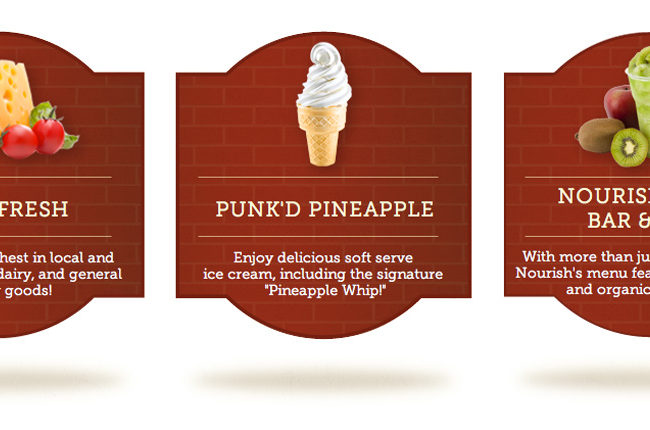 FRESH
hest in local and
dairy, and general
goods!
PUNK'D PINEAPPLE
Enjoy delicious soft serve
ice cream, including the signature
"Pineapple Whip!"
NOURISH
BAR &
With more than ju
Nourish's menu fea
and organic